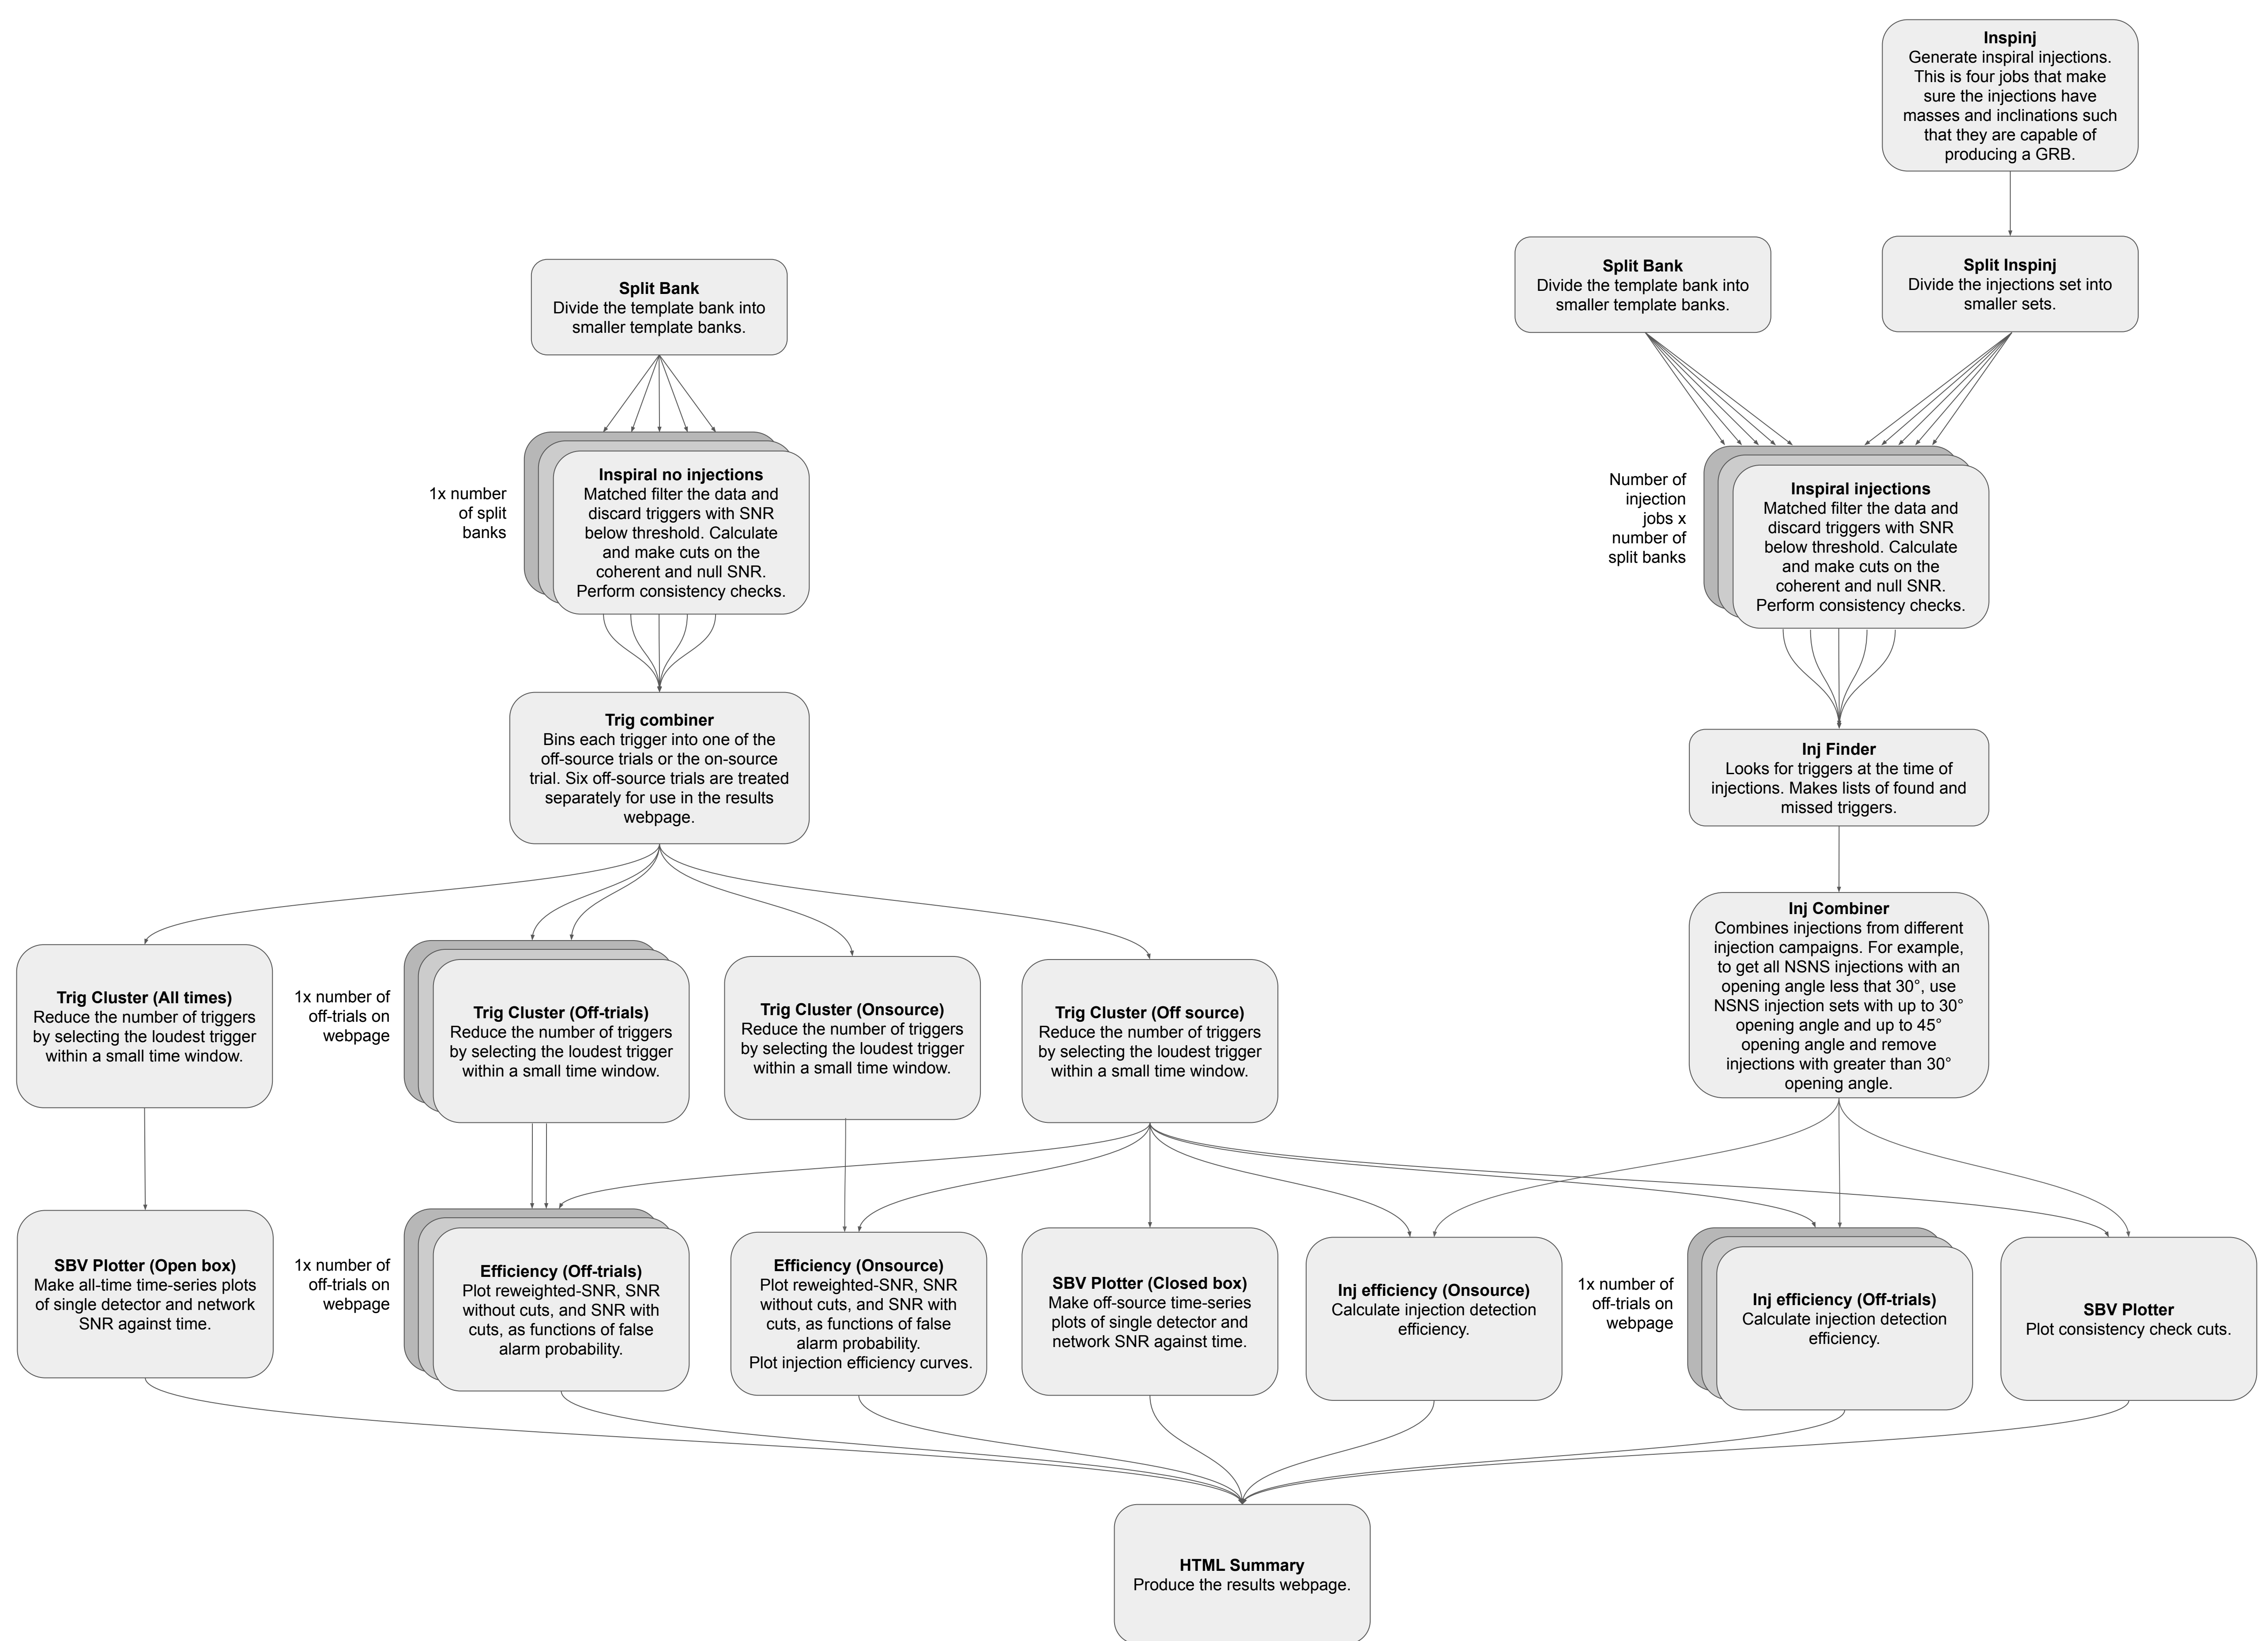 Inspinj
Generate inspiral injections.
This is four jobs that make
sure the injections have
masses and inclinations such
that they are capable of
producing a GRB.
Split Bank
Divide the template bank into
smaller template banks.
Split Bank
Divide the template bank into
smaller template banks.
Split Inspinj
Divide the injections set into
smaller sets.
1x number
of split
banks
Inspiral no injections
Matched filter the data and
discard triggers with SNR
below threshold. Calculate
and make cuts on the
coherent and null SNR.
Perform consistency checks.
Number of
injection
jobs x
number of
split banks
Inspiral injections
Matched filter the data and
discard triggers with SNR
below threshold. Calculate
and make cuts on the
coherent and null SNR.
Perform consistency checks.
Trig combiner
Bins each trigger into one of the
off-source trials or the on-source
trial. Six off-source trials are treated
separately for use in the results
webpage.
Inj Finder
Looks for triggers at the time of
injections. Makes lists of found and
missed triggers.
Inj Combiner
Combines injections from different
injection campaigns. For example,
to get all NSNS injections with an
opening angle less that 30°, use
NSNS injection sets with up to 30°
opening angle and up to 45°
opening angle and remove
injections with greater than 30°
opening angle.
Trig Cluster (All times)
Reduce the number of triggers
by selecting the loudest trigger
within a small time window.
1x number of
off-trials on
webpage
Trig Cluster (Off-trials)
Reduce the number of triggers
by selecting the loudest trigger
within a small time window.
Trig Cluster (Onsource)
Reduce the number of triggers
by selecting the loudest trigger
within a small time window.
Trig Cluster (Off source)
Reduce the number of triggers
by selecting the loudest trigger
within a small time window.
SBV Plotter (Open box)
Make all-time time-series plots
of single detector and network
SNR against time.
1x number of
off-trials on
webpage
Efficiency (Off-trials)
Plot reweighted-SNR, SNR
without cuts, and SNR with
cuts, as functions of false
alarm probability.
Efficiency (Onsource)
Plot reweighted-SNR, SNR
without cuts, and SNR with
cuts, as functions of false
alarm probability.
Plot injection efficiency curves.
SBV Plotter (Closed box)
Make off-source time-series
plots of single detector and
network SNR against time.
Inj efficiency (Onsource)
Calculate injection detection
efficiency.
1x number of
off-trials on
webpage
Inj efficiency (Off-trials)
Calculate injection detection
efficiency.
SBV Plotter
Plot consistency check cuts.
HTML Summary
Produce the results webpage.